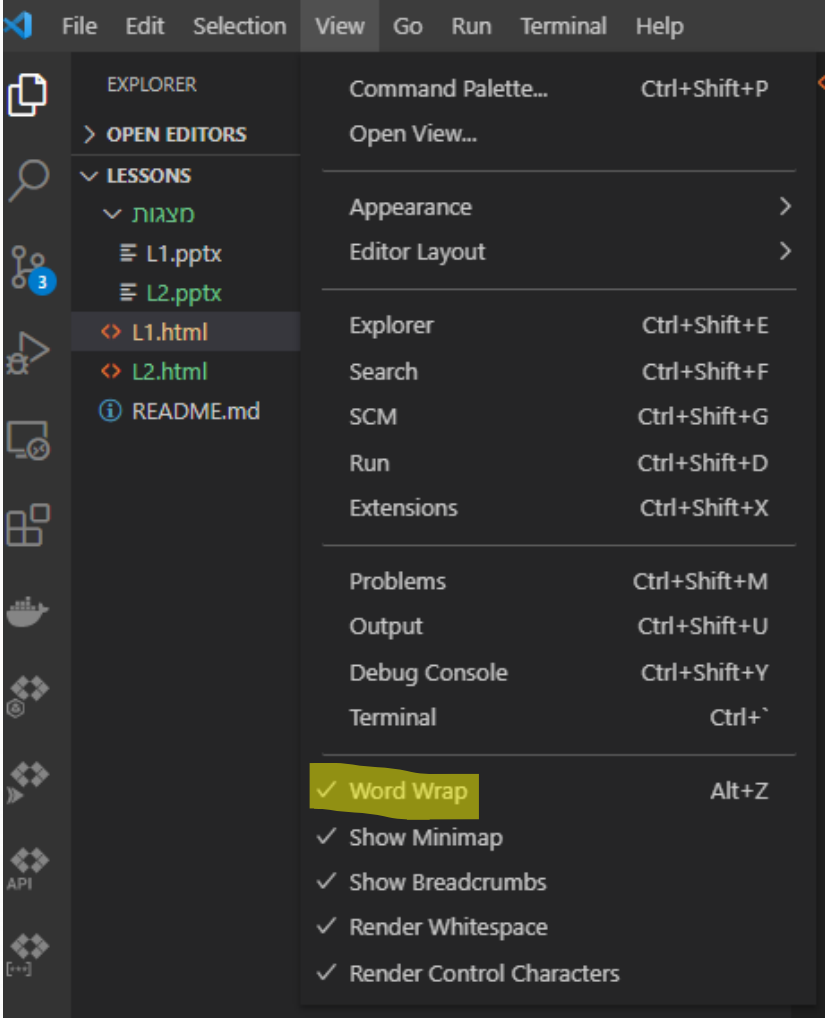 File Edit Selection View Go Run Terminal Help
EXPLORER
OPEN EDITORS
LESSONS
מצגות
L1.pptx
L2.pptx
L1.html
L2.html
README.md
3
API
Command Palette... Ctrl+Shift+P
Open View...
Appearance
Editor Layout
Explorer Ctrl+Shift+E
Search Ctrl+Shift+F
SCM Ctrl+Shift+G
Run Ctrl+Shift+D
Extensions Ctrl+Shift+X
Problems Ctrl+Shift+M
Output Ctrl+Shift+U
Debug Console Ctrl+Shift+Y
Terminal Ctrl+`
Word Wrap Alt+Z
Show Minimap
Show Breadcrumbs
Render Whitespace
Render Control Characters